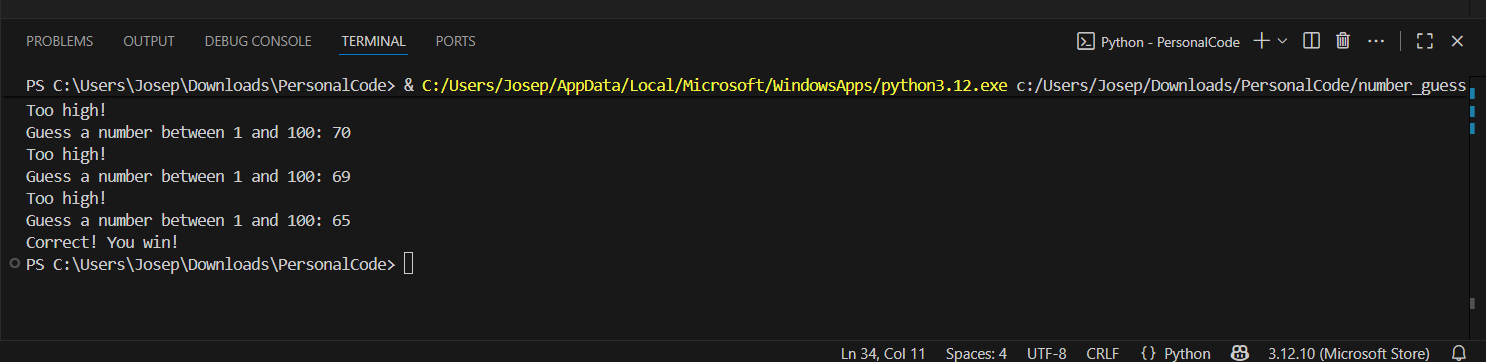 PROBLEMS OUTPUT DEBUG CONSOLE TERMINAL PORTS Python - PersonalCode
PS C:\Users\Josep\Downloads\PersonalCode> & C:/Users/Josep/AppData/Local/Microsoft/WindowsApps/python3.12.exe c:/Users/Josep/Downloads/PersonalCode/number_guess
Too high!
Guess a number between 1 and 100: 70
Too high!
Guess a number between 1 and 100: 69
Too high!
Guess a number between 1 and 100: 65
Correct! You win!
PS C:\Users\Josep\Downloads\PersonalCode>
Ln 34, Col 11 Spaces: 4 UTF-8 CRLF {} Python 3.12.10 (Microsoft Store)